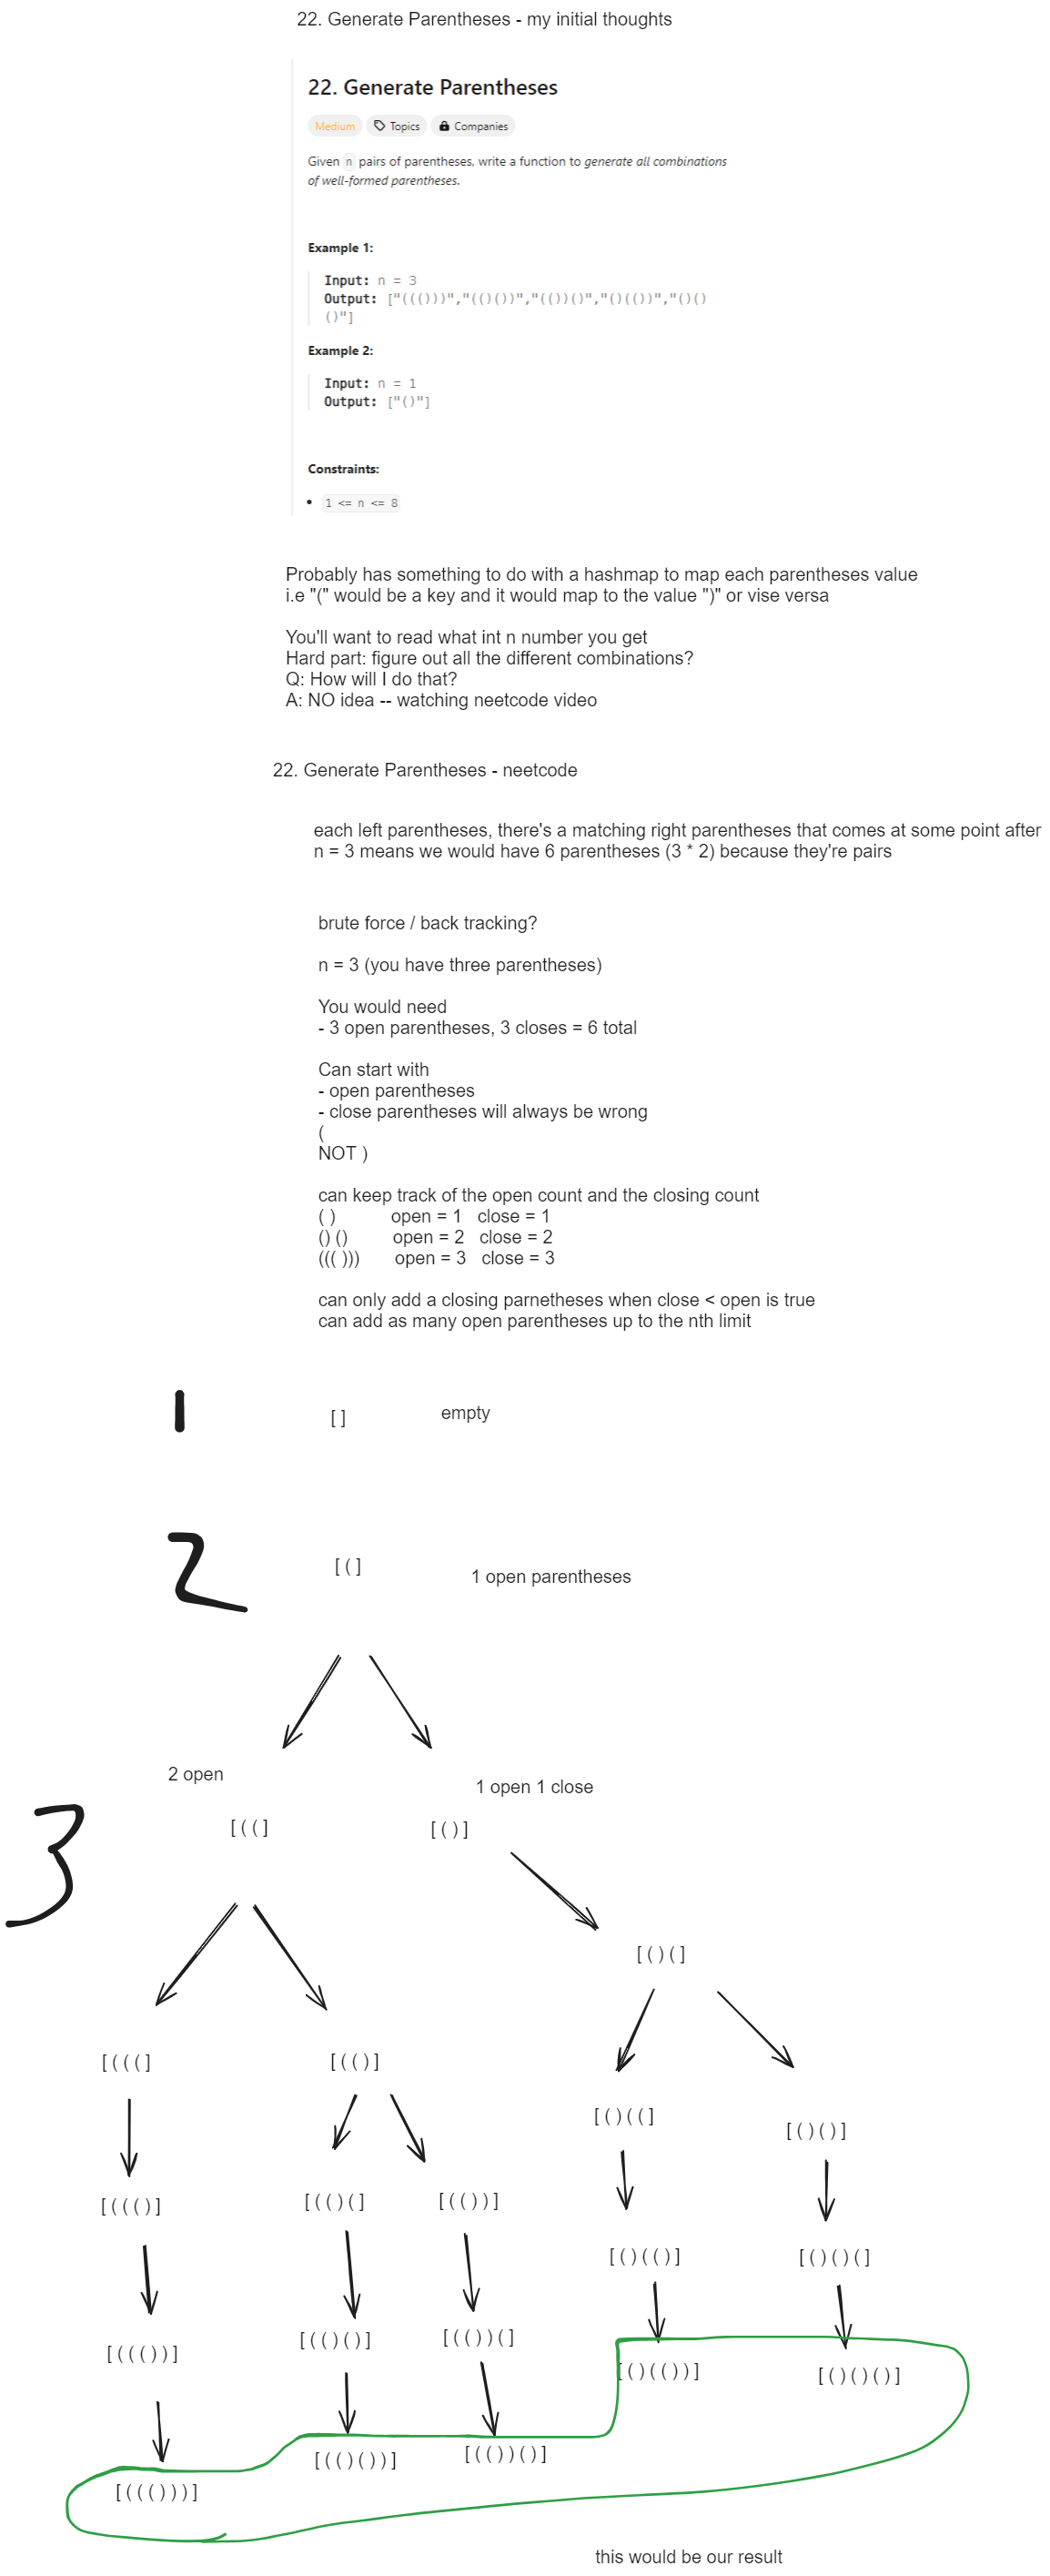 22. Generate Parentheses - my initial thoughts
22. Generate Parentheses
Medium Topics Companies
Given n pairs of parentheses, write a function to generate all combinations
of well-formed parentheses.
Example 1:
Input: n = 3
Output: ["((()))","(()())","(())()","()(())","()()
()"]
Example 2:
Input: n = 1
Output: ["()"]
Constraints:
• 1 <= n <= 8
Probably has something to do with a hashmap to map each parentheses value
i.e "(" would be a key and it would map to the value ")" or vise versa
You'll want to read what int n number you get
Hard part: figure out all the different combinations?
Q: How will I do that?
A: NO idea -- watching neetcode video
22. Generate Parentheses - neetcode
each left parentheses, there's a matching right parentheses that comes at some point after
n = 3 means we would have 6 parentheses (3 * 2) because they're pairs
brute force / back tracking?
n = 3 (you have three parentheses)
You would need
- 3 open parentheses, 3 closes = 6 total
Can start with
- open parentheses
- close parentheses will always be wrong
(
NOT )
can keep track of the open count and the closing count
( ) open = 1 close = 1
() () open = 2 close = 2
((( ))) open = 3 close = 3
can only add a closing parnetheses when close < open is true
can add as many open parentheses up to the nth limit
1 [ ] empty
2 [ ( ] 1 open parentheses
2 open 1 open 1 close
3 [ ( ( ] [ ( ) ]
[ ( ) ( ]
[ ( ( ( ] [ ( ( ) ]
[ ( ) ( ( ] [ ( ) ( ) ]
[ ( ( ( ) ] [ ( ( ) ( ] [ ( ( ) ) ]
[ ( ) ( ( ) ] [ ( ) ( ) ( ]
[ ( ( ( ) ) ] [ ( ( ) ( ) ] [ ( ( ) ) ( ]
[ ( ) ( ( ) ) ] [ ( ) ( ) ( ) ]
[ ( ( ) ( ) ) ] [ ( ( ) ) ( ) ]
[ ( ( ( ) ) ) ]
this would be our result